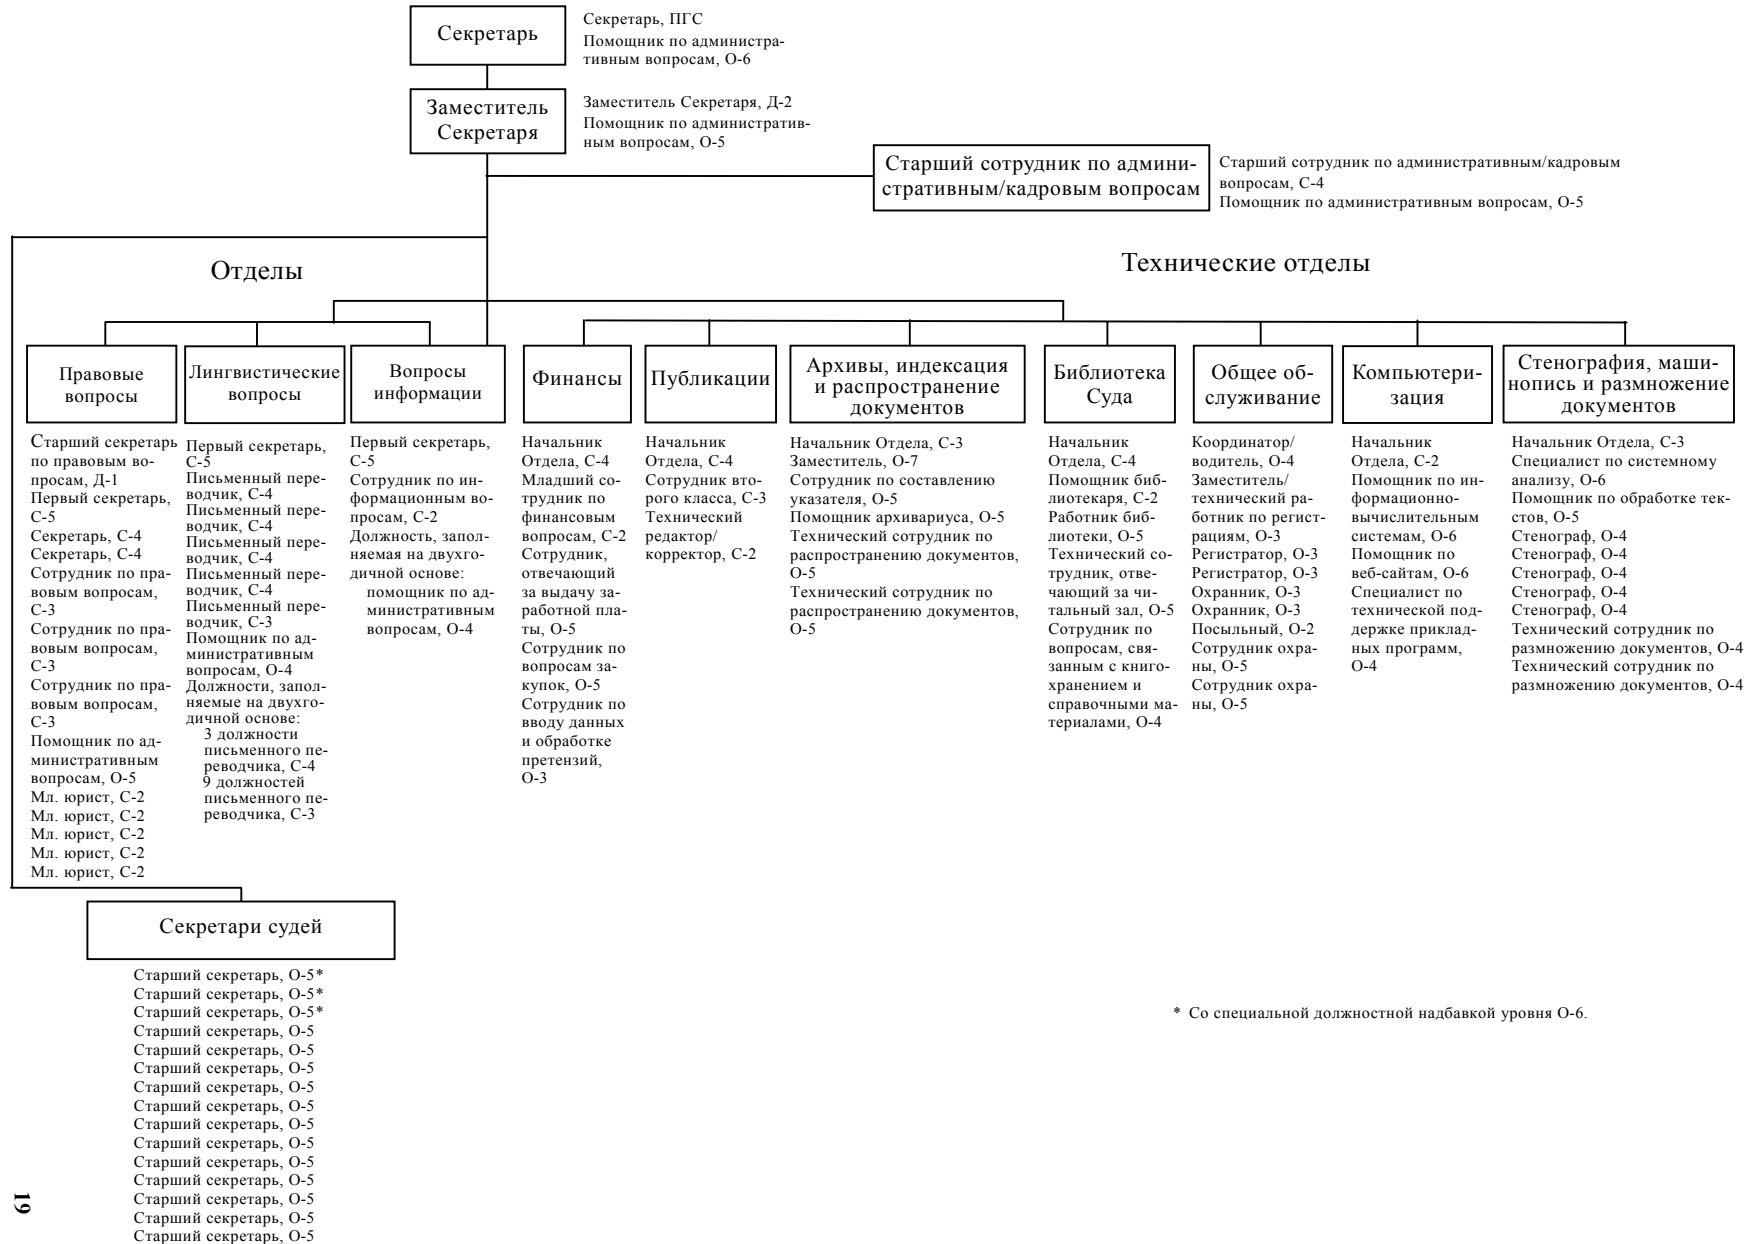 Секретарь
Секретарь, ПГС
Помощник по администра-
тивным вопросам, О-6
Заместитель
Секретаря
Заместитель Секретаря, Д-2
Помощник по административ-
ным вопросам, О-5
Старший сотрудник по админи-
стративным/кадровым вопросам
Старший сотрудник по административным/кадровым
вопросам, С-4
Помощник по административным вопросам, О-5
Отделы
Технические отделы
Правовые
вопросы
Старший секретарь
по правовым во-
просам, Д-1
Первый секретарь,
С-5
Секретарь, С-4
Секретарь, С-4
Сотрудник по пра-
вовым вопросам,
С-3
Сотрудник по пра-
вовым вопросам,
С-3
Сотрудник по пра-
вовым вопросам,
С-3
Помощник по ад-
министративным
вопросам, О-5
Мл. юрист, С-2
Мл. юрист, С-2
Мл. юрист, С-2
Мл. юрист, С-2
Мл. юрист, С-2
Лингвистические
вопросы
Первый секретарь,
С-5
Письменный пере-
водчик, С-4
Письменный пере-
водчик, С-4
Письменный пере-
водчик, С-4
Письменный пере-
водчик, С-4
Письменный пере-
водчик, С-3
Помощник по ад-
министративным
вопросам, О-4
Должности, запол-
няемые на двухго-
дичной основе:
3 должности
письменного пе-
реводчика, С-4
9 должностей
письменного пе-
реводчика, С-3
Вопросы
информации
Первый секретарь,
С-5
Сотрудник по ин-
формационным во-
просам, С-2
Должность, запол-
няемая на двухго-
дичной основе:
помощник по ад-
министративным
вопросам, О-4
Финансы
Начальник
Отдела, С-4
Младший со-
трудник по
финансовым
вопросам, С-2
Сотрудник,
отвечающий
за выдачу за-
работной пла-
ты, О-5
Сотрудник по
вопросам за-
купок, О-5
Сотрудник по
вводу данных
и обработке
претензий,
О-3
Публикации
Начальник
Отдела, С-4
Сотрудник вто-
рого класса, С-3
Технический
редактор/
корректор, С-2
Архивы, индексация
и распространение
документов
Начальник Отдела, С-3
Заместитель, О-7
Сотрудник по составлению
указателя, О-5
Помощник архивариуса, О-5
Технический сотрудник по
распространению документов,
О-5
Технический сотрудник по
распространению документов,
О-5
Библиотека
Суда
Начальник
Отдела, С-4
Помощник биб-
лиотекаря, С-2
Работник биб-
лиотеки, О-5
Технический со-
трудник, отве-
чающий за чи-
тальный зал, О-5
Сотрудник по
вопросам, свя-
занным с книго-
хранением и
справочными ма-
териалами, О-4
Общее об-
служивание
Координатор/
водитель, О-4
Заместитель/
технический ра-
ботник по регист-
рациям, О-3
Регистратор, О-3
Регистратор, О-3
Охранник, О-3
Охранник, О-3
Посыльный, О-2
Сотрудник охра-
ны, О-5
Сотрудник охра-
ны, О-5
Компьютери-
зация
Начальник
Отдела, С-2
Помощник по ин-
формационно-
вычислительным
системам, О-6
Помощник по
веб-сайтам, О-6
Специалист по
технической под-
держке приклад-
ных программ,
О-4
Стенография, маши-
нопись и размножение
документов
Начальник Отдела, С-3
Специалист по системному
анализу, О-6
Помощник по обработке тек-
стов, О-5
Стенограф, О-4
Стенограф, О-4
Стенограф, О-4
Стенограф, О-4
Стенограф, О-4
Технический сотрудник по
размножению документов, О-4
Технический сотрудник по
размножению документов, О-4
Секретари судей
Старший секретарь, О-5*
Старший секретарь, О-5*
Старший секретарь, О-5*
Старший секретарь, О-5
Старший секретарь, О-5
Старший секретарь, О-5
Старший секретарь, О-5
Старший секретарь, О-5
Старший секретарь, О-5
Старший секретарь, О-5
Старший секретарь, О-5
Старший секретарь, О-5
Старший секретарь, О-5
Старший секретарь, О-5
Старший секретарь, О-5
* Со специальной должностной надбавкой уровня О-6.
19